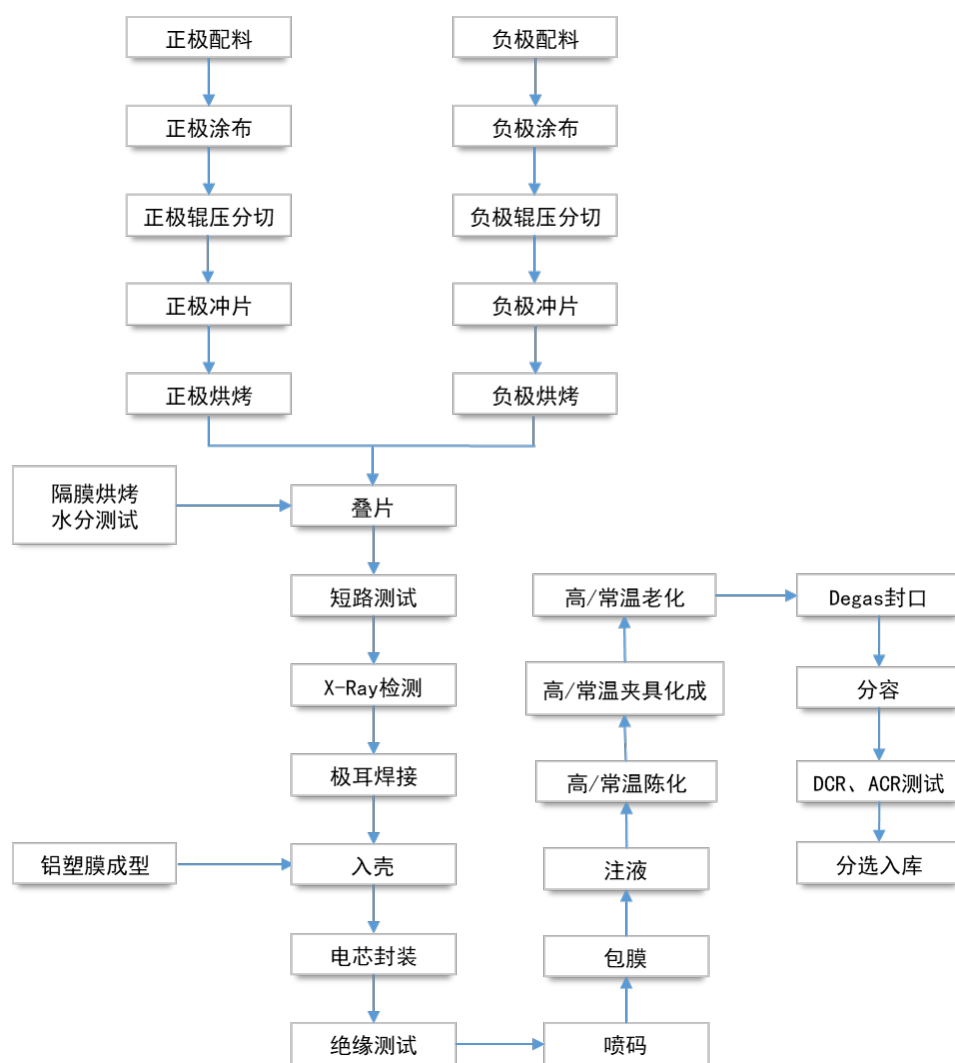 正极配料
负极配料
正极涂布
负极涂布
正极辊压分切
负极辊压分切
正极冲片
负极冲片
正极烘烤
负极烘烤
隔膜烘烤
水分测试
叠片
短路测试
X-Ray检测
极耳焊接
铝塑膜成型
入壳
电芯封装
绝缘测试
喷码
包膜
注液
高/常温陈化
高/常温夹具化成
高/常温老化
Degas封口
分容
DCR、ACR测试
分选入库